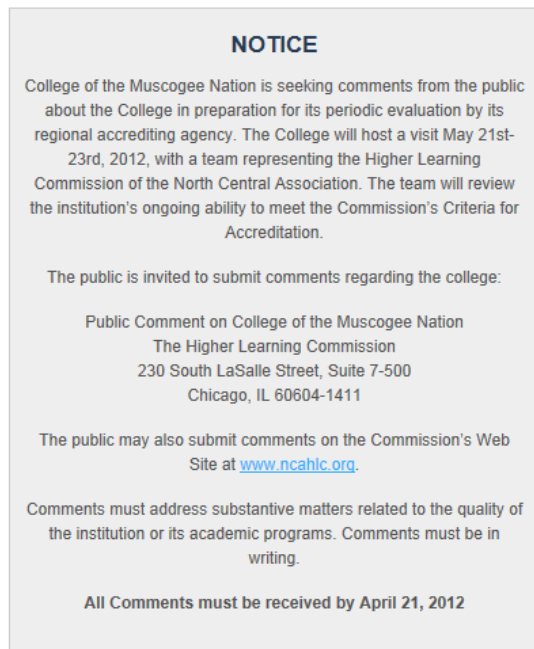 NOTICE
College of the Muscogee Nation is seeking comments from the public
about the College in preparation for its periodic evaluation by its
regional accrediting agency. The College will host a visit May 21st-
23rd, 2012, with a team representing the Higher Learning
Commission of the North Central Association. The team will review
the institution's ongoing ability to meet the Commission's Criteria for
Accreditation.
The public is invited to submit comments regarding the college:
Public Comment on College of the Muscogee Nation
The Higher Learning Commission
230 South LaSalle Street, Suite 7-500
Chicago, IL 60604-1411
The public may also submit comments on the Commission's Web
Site at www.ncahlc.org.
Comments must address substantive matters related to the quality of
the institution or its academic programs. Comments must be in
writing.
All Comments must be received by April 21, 2012